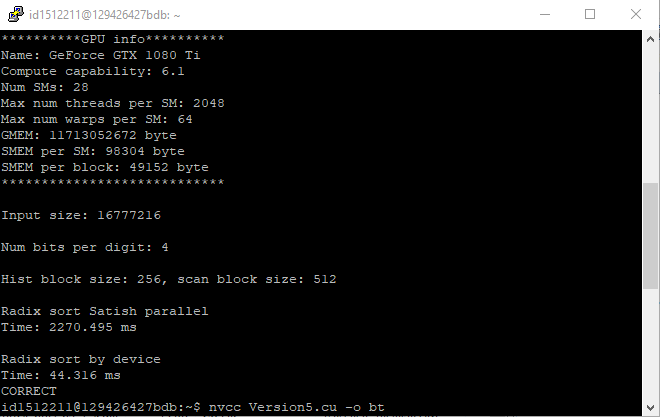 id1512211@129426427bdb: ~
**********GPU info**********
Name: GeForce GTX 1080 Ti
Compute capability: 6.1
Num SMs: 28
Max num threads per SM: 2048
Max num warps per SM: 64
GMEM: 11713052672 byte
SMEM per SM: 98304 byte
SMEM per block: 49152 byte
****************************
Input size: 16777216
Num bits per digit: 4
Hist block size: 256, scan block size: 512
Radix sort Satish parallel
Time: 2270.495 ms
Radix sort by device
Time: 44.316 ms
CORRECT
id1512211@129426427bdb:~$ nvcc Version5.cu -o bt